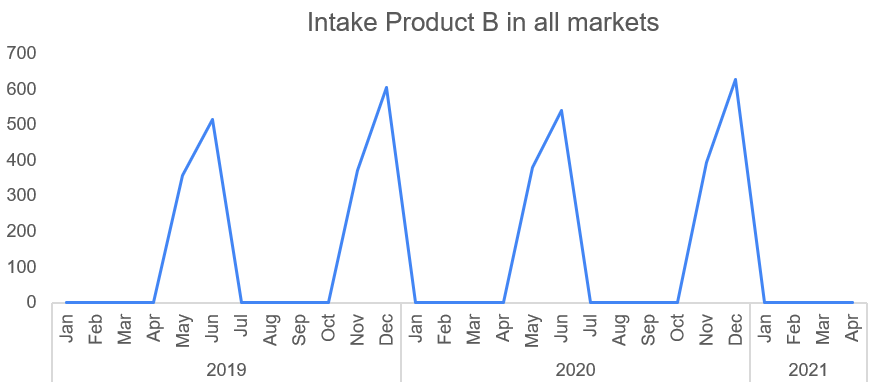 Intake Product B in all markets
700
600
500
400
300
200
100
0
Jan Feb Mar Apr May Jun Jul Aug Sep Oct Nov Dec Jan Feb Mar Apr May Jun Jul Aug Sep Oct Nov Dec Jan Feb Mar Apr
2019 2020 2021